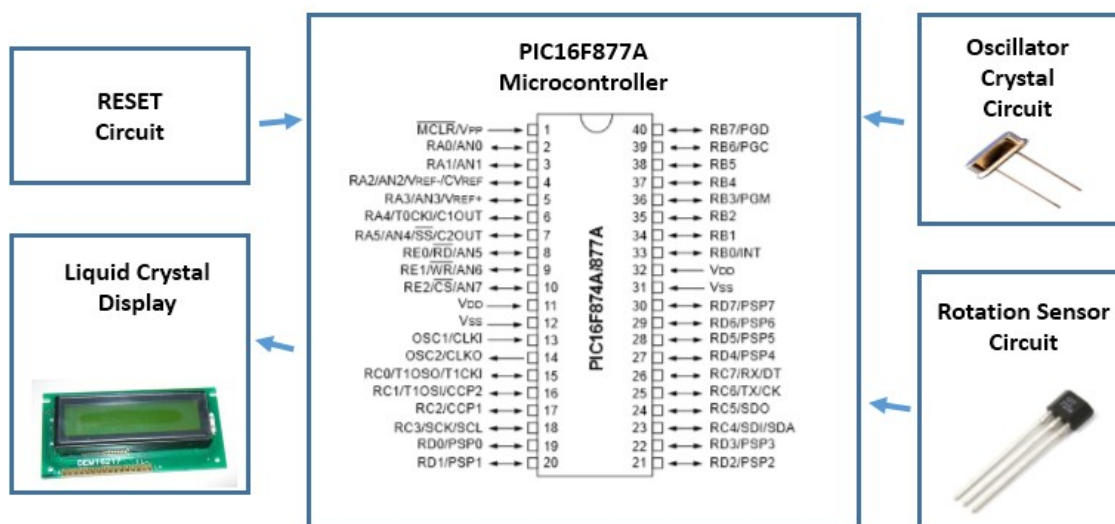 RESET
Circuit
Liquid Crystal
Display
DEM16217
PIC16F877A
Microcontroller
MCLR/VPP 1
RA0/AN0 2
RA1/AN1 3
RA2/AN2/VREF-/CVREF 4
RA3/AN3/VREF+ 5
RA4/T0CKI/C1OUT 6
RA5/AN4/SS/C2OUT 7
RE0/RD/AN5 8
RE1/WR/AN6 9
RE2/CS/AN7 10
VDD 11
VSS 12
OSC1/CLKI 13
OSC2/CLKO 14
RC0/T1OSO/T1CKI 15
RC1/T1OSI/CCP2 16
RC2/CCP1 17
RC3/SCK/SCL 18
RD0/PSP0 19
RD1/PSP1 20
PIC16F874A/877A
40 RB7/PGD
39 RB6/PGC
38 RB5
37 RB4
36 RB3/PGM
35 RB2
34 RB1
33 RB0/INT
32 VDD
31 VSS
30 RD7/PSP7
29 RD6/PSP6
28 RD5/PSP5
27 RD4/PSP4
26 RC7/RX/DT
25 RC6/TX/CK
24 RC5/SDO
23 RC4/SDI/SDA
22 RD3/PSP3
21 RD2/PSP2
Oscillator
Crystal
Circuit
Rotation Sensor
Circuit